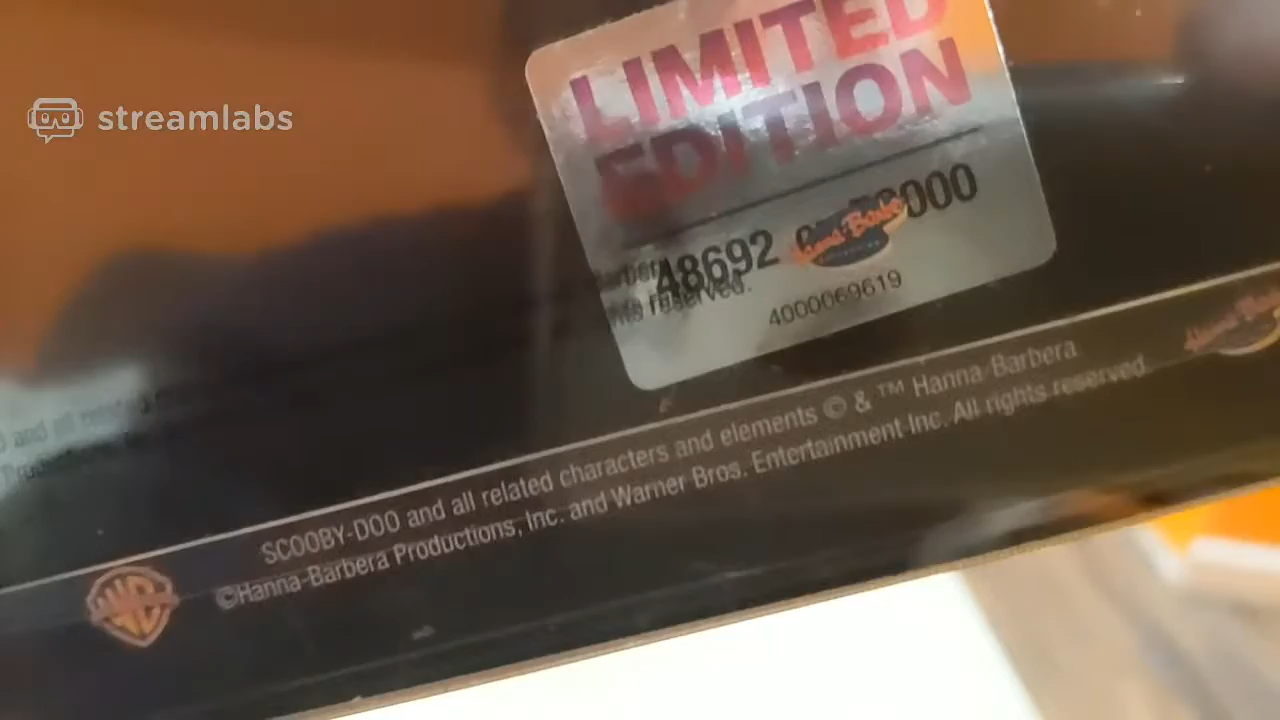 streamlabs
LIMITED
EDITION
48692
000
4000069619
SCOOBY-DOO and all related characters and elements © & ™ Hanna-Barbera
©Hanna-Barbera Productions, Inc. and Warner Bros. Entertainment Inc. All rights reserved.